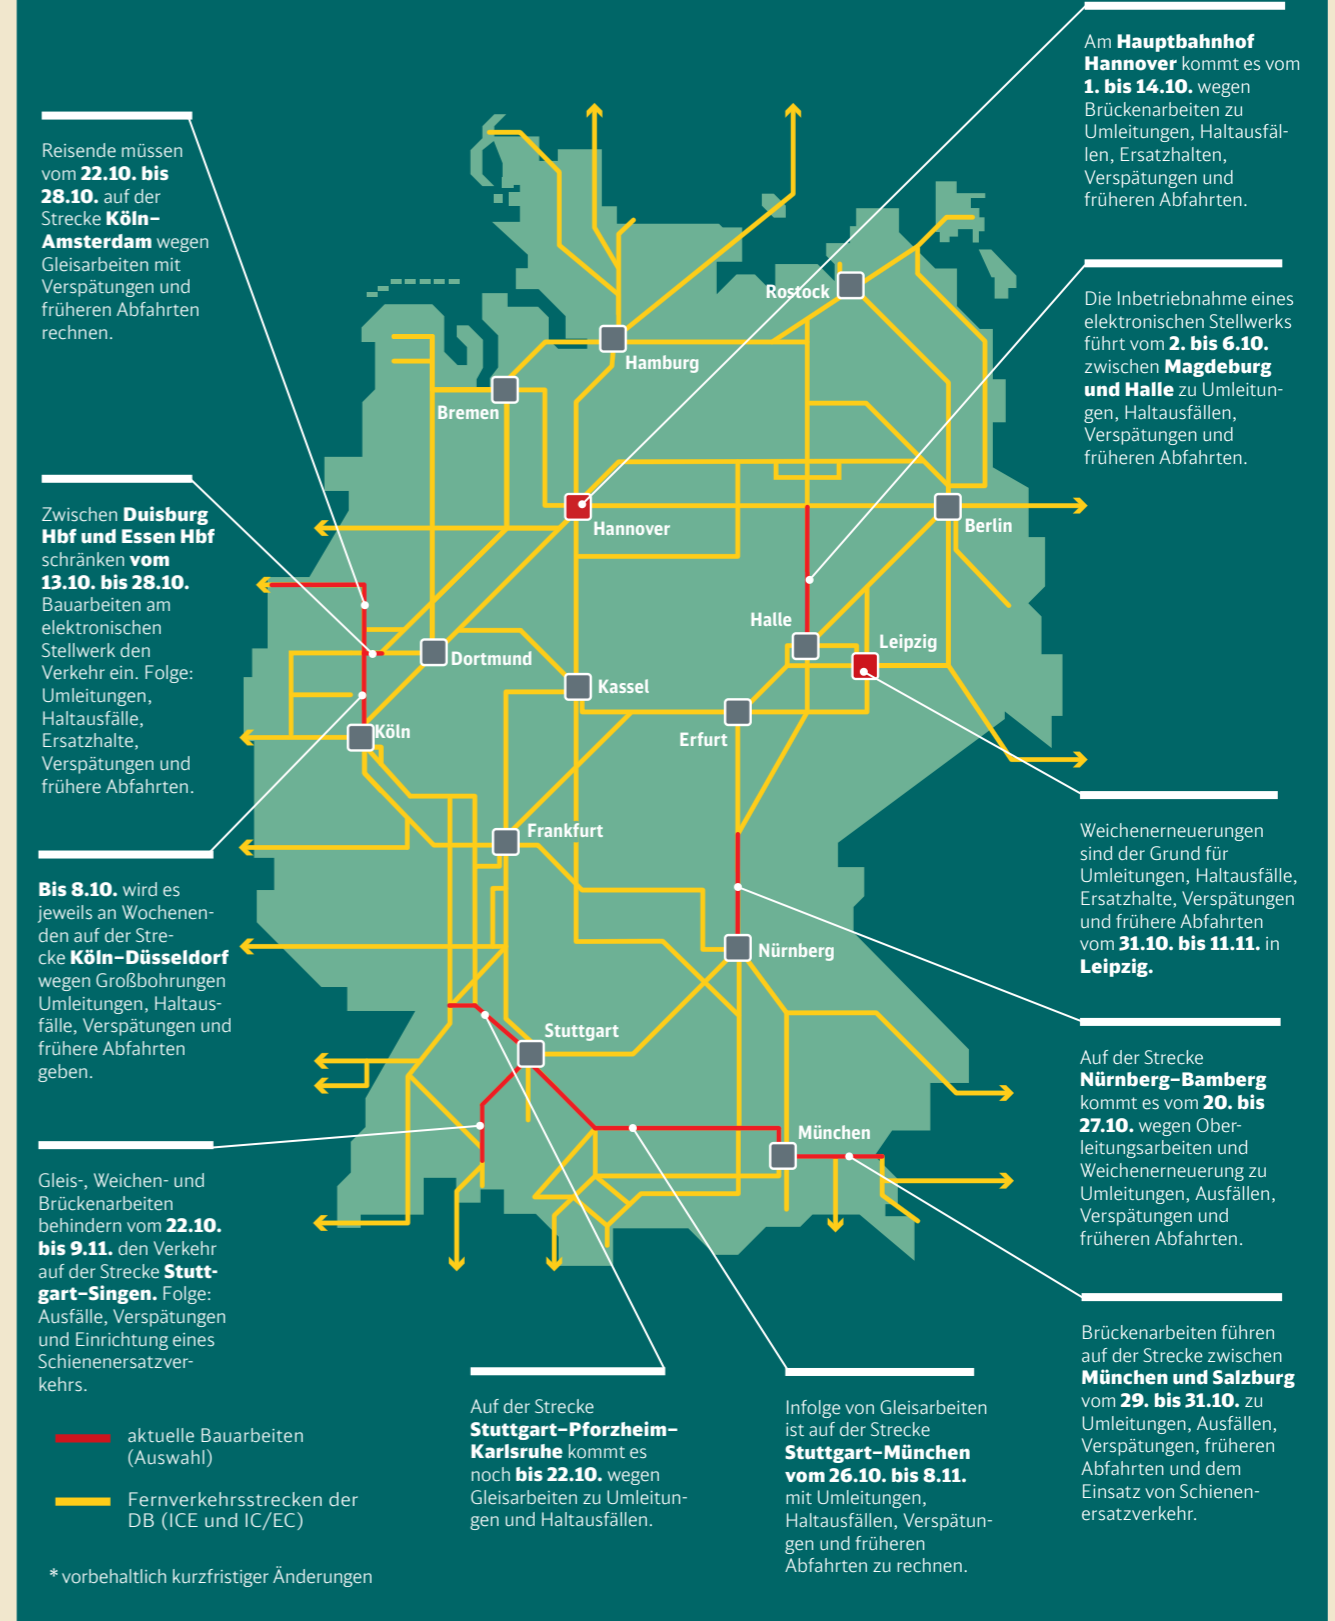 Am Hauptbahnhof
Hannover kommt es vom
1. bis 14.10. wegen
Brückenarbeiten zu
Umleitungen, Haltausfäl-
len, Ersatzhalten,
Verspätungen und
früheren Abfahrten.
Reisende müssen
vom 22.10. bis
28.10. auf der
Strecke Köln–
Amsterdam wegen
Gleisarbeiten mit
Verspätungen und
früheren Abfahrten
rechnen.
Die Inbetriebnahme eines
elektronischen Stellwerks
führt vom 2. bis 6.10.
zwischen Magdeburg
und Halle zu Umleitun-
gen, Haltausfällen,
Verspätungen und
früheren Abfahrten.
Rostock
Hamburg
Bremen
Hannover
Berlin
Halle
Leipzig
Dortmund
Kassel
Erfurt
Köln
Frankfurt
Nürnberg
Stuttgart
München
Zwischen Duisburg
Hbf und Essen Hbf
schränken vom
13.10. bis 28.10.
Bauarbeiten am
elektronischen
Stellwerk den
Verkehr ein. Folge:
Umleitungen,
Haltausfälle,
Ersatzhalte,
Verspätungen und
frühere Abfahrten.
Weichenerneuerungen
sind der Grund für
Umleitungen, Haltausfälle,
Ersatzhalte, Verspätungen
und frühere Abfahrten
vom 31.10. bis 11.11. in
Leipzig.
Bis 8.10. wird es
jeweils an Wochenen-
den auf der Stre-
cke Köln–Düsseldorf
wegen Großbohrungen
Umleitungen, Haltaus-
fälle, Verspätungen und
frühere Abfahrten
geben.
Auf der Strecke
Nürnberg–Bamberg
kommt es vom 20. bis
27.10. wegen Ober-
leitungsarbeiten und
Weichenerneuerung zu
Umleitungen, Ausfällen,
Verspätungen und
früheren Abfahrten.
Gleis-, Weichen- und
Brückenarbeiten
behindern vom 22.10.
bis 9.11. den Verkehr
auf der Strecke Stutt-
gart–Singen. Folge:
Ausfälle, Verspätungen
und Einrichtung eines
Schienenersatzver-
kehrs.
Brückenarbeiten führen
auf der Strecke zwischen
München und Salzburg
vom 29. bis 31.10. zu
Umleitungen, Ausfällen,
Verspätungen, früheren
Abfahrten und dem
Einsatz von Schienen-
ersatzverkehr.
Auf der Strecke
Stuttgart–Pforzheim–
Karlsruhe kommt es
noch bis 22.10. wegen
Gleisarbeiten zu Umleitun-
gen und Haltausfällen.
Infolge von Gleisarbeiten
ist auf der Strecke
Stuttgart–München
vom 26.10. bis 8.11.
mit Umleitungen,
Haltausfällen, Verspätun-
gen und früheren
Abfahrten zu rechnen.
aktuelle Bauarbeiten
(Auswahl)
Fernverkehrsstrecken der
DB (ICE und IC/EC)
* vorbehaltlich kurzfristiger Änderungen